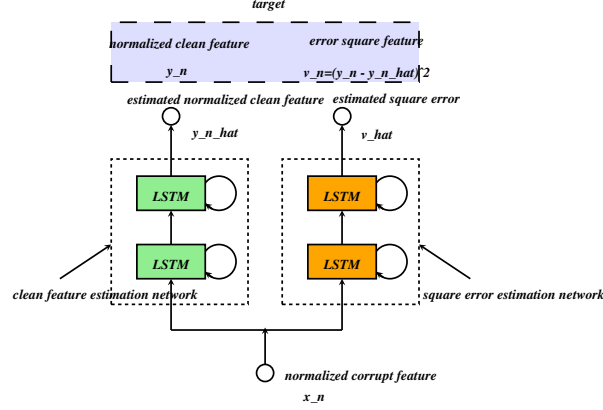 target
normalized clean feature
error square feature
y_n
v_n=(y_n - y_n_hat)^2
estimated normalized clean feature
estimated square error
y_n_hat
v_hat
LSTM
LSTM
LSTM
LSTM
clean feature estimation network
square error estimation network
normalized corrupt feature
x_n